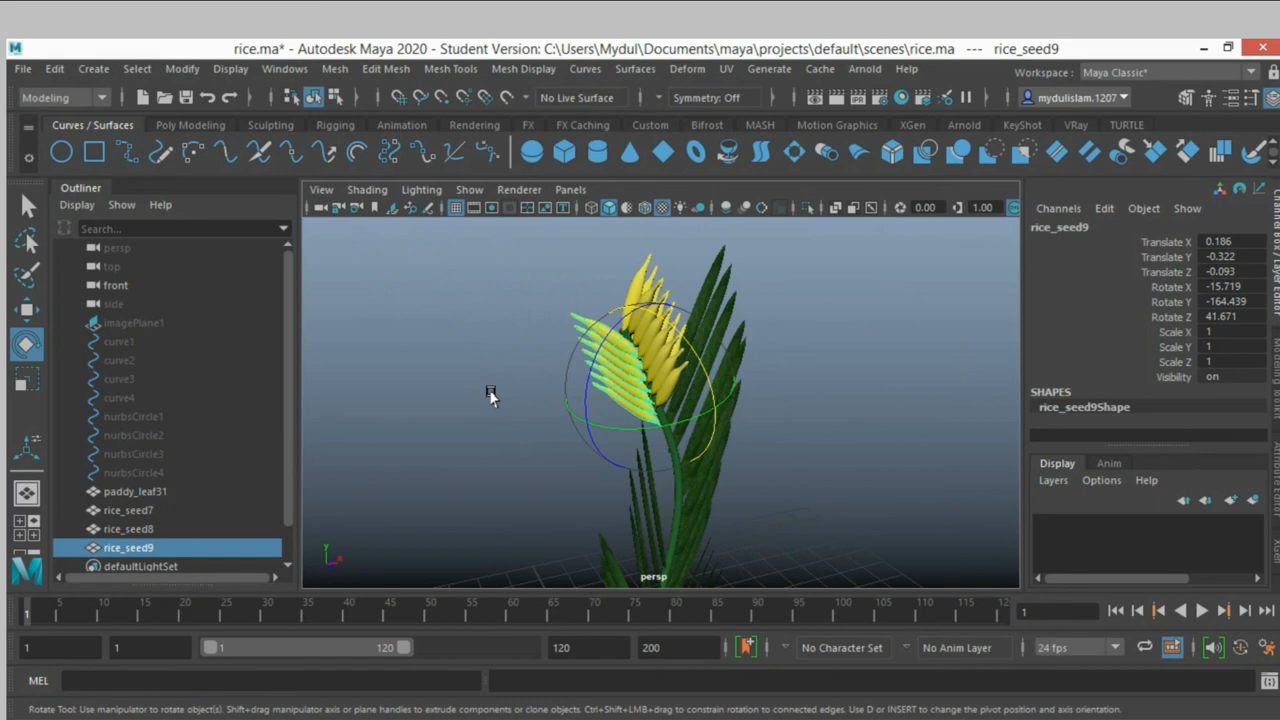 rice.ma* - Autodesk Maya 2020 - Student Version: C:\Users\Mydul\Documents\maya\projects\default\scenes\rice.ma --- rice_seed9
File Edit Create Select Modify Display Windows Mesh Edit Mesh Mesh Tools Mesh Display Curves Surfaces Deform UV Generate Cache Arnold Help Workspace : Maya Classic*
Modeling No Live Surface Symmetry: Off mydulislam.1207
Curves / Surfaces Poly Modeling Sculpting Rigging Animation Rendering FX FX Caching Custom Bifrost MASH Motion Graphics XGen Arnold KeyShot VRay TURTLE
Outliner
Display Show Help
Search...
persp
top
front
side
imagePlane1
curve1
curve2
curve3
curve4
nurbsCircle1
nurbsCircle2
nurbsCircle3
nurbsCircle4
paddy_leaf31
rice_seed7
rice_seed8
rice_seed9
defaultLightSet
View Shading Lighting Show Renderer Panels
0.00 1.00
y
x
persp
Channels Edit Object Show
rice_seed9
Translate X 0.186
Translate Y -0.322
Translate Z -0.093
Rotate X -15.719
Rotate Y -164.439
Rotate Z 41.671
Scale X 1
Scale Y 1
Scale Z 1
Visibility on
SHAPES
rice_seed9Shape
Display Anim
Layers Options Help
1 5 10 15 20 25 30 35 40 45 50 55 60 65 70 75 80 85 90 95 100 105 110 115 12 1
1 1 1 120 120 200 No Character Set No Anim Layer 24 fps
MEL
Rotate Tool: Use manipulator to rotate object(s). Shift+drag manipulator axis or plane handles to extrude components or clone objects. Ctrl+Shift+LMB+drag to constrain rotation to connected edges. Use D or INSERT to change the pivot position and axis orientation.